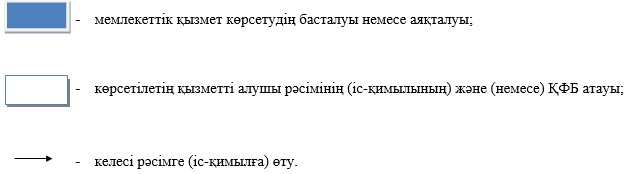 - мемлекеттік қызмет көрсетудің басталуы немесе аяқталуы;
- көрсетілетің қызметті алушы рәсімінің (іс-қимылының) және (немесе) ҚФБ атауы;
- келесі рәсімге (іс-қимылға) өту.